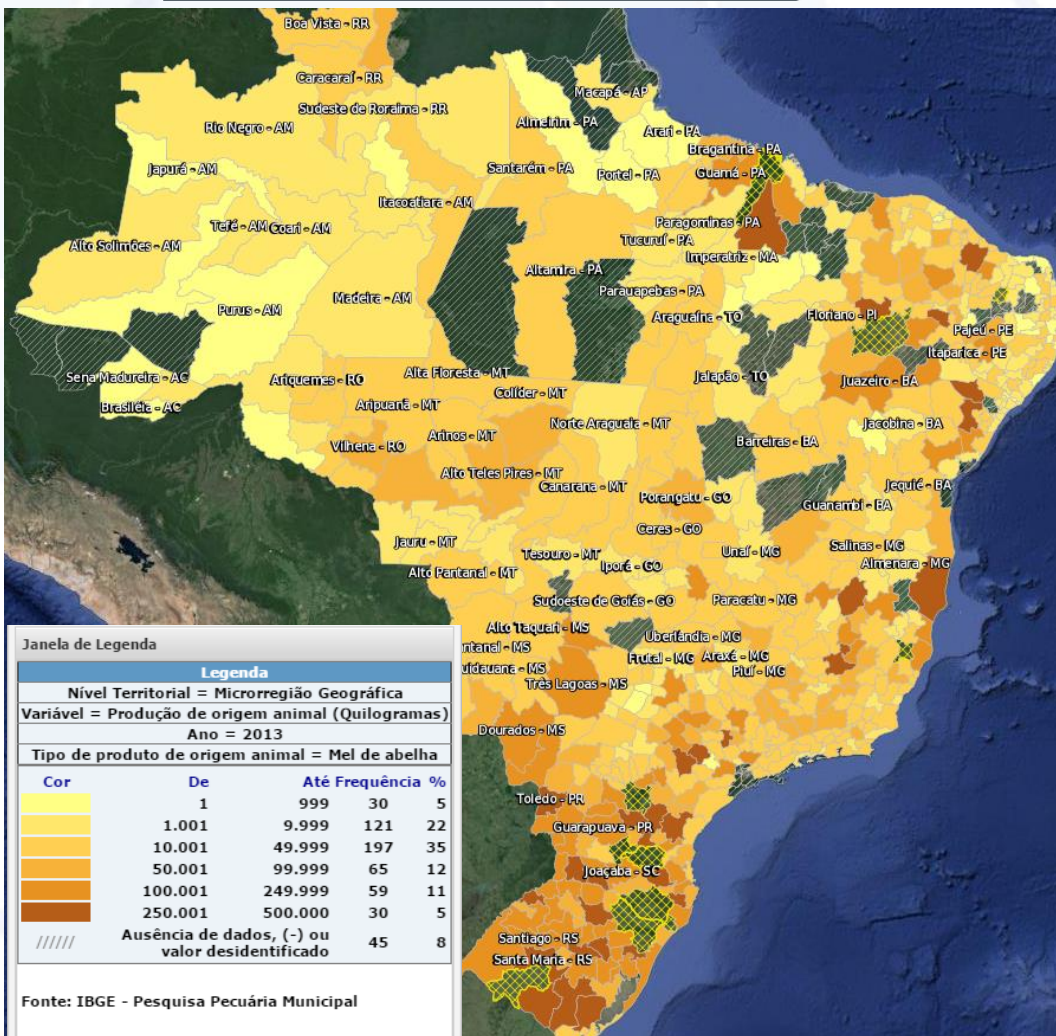 Boa Vista - RR
Caracaraí - RR
Macapá - AP
Sudeste de Roraima - RR
Almeirim - PA
Rio Negro - AM
Arari - PA
Bragantina - PA
Japurá - AM
Santarém - PA
Portel - PA
Guamá - PA
Itacoatiara - AM
Tefé - AM
Coari - AM
Paragominas - PA
Alto Solimões - AM
Tucuruí - PA
Imperatriz - MA
Altamira - PA
Parauapebas - PA
Madeira - AM
Purus - AM
Araguaína - TO
Floriano - PI
Pajeú - PE
Itaparica - PE
Sena Madureira - AC
Ariquemes - RO
Alta Floresta - MT
Jalapão - TO
Juazeiro - BA
Colíder - MT
Brasiléia - AC
Aripuanã - MT
Norte Araguaia - MT
Jacobina - BA
Vilhena - RO
Arinos - MT
Barreiras - BA
Alto Teles Pires - MT
Canarana - MT
Jequié - BA
Porangatu - GO
Guanambi - BA
Ceres - GO
Jauru - MT
Tesouro - MT
Unaí - MG
Salinas - MG
Iporá - GO
Almenara - MG
Alto Pantanal - MT
Sudoeste de Goiás - GO
Paracatu - MG
Alto Taquari - MS
Uberlândia - MG
ntanal - MS
Frutal - MG
Araxá - MG
uidauana - MS
Piuí - MG
Três Lagoas - MS
Dourados - MS
Toledo - PR
Guarapuava - PR
Joaçaba - SC
Santiago - RS
Santa Maria - RS
Janela de Legenda
Legenda
Nível Territorial = Microrregião Geográfica
Variável = Produção de origem animal (Quilogramas)
Ano = 2013
Tipo de produto de origem animal = Mel de abelha
Cor De Até Frequência %
1 999 30 5
1.001 9.999 121 22
10.001 49.999 197 35
50.001 99.999 65 12
100.001 249.999 59 11
250.001 500.000 30 5
////// Ausência de dados, (-) ou
valor desidentificado 45 8
Fonte: IBGE - Pesquisa Pecuária Municipal